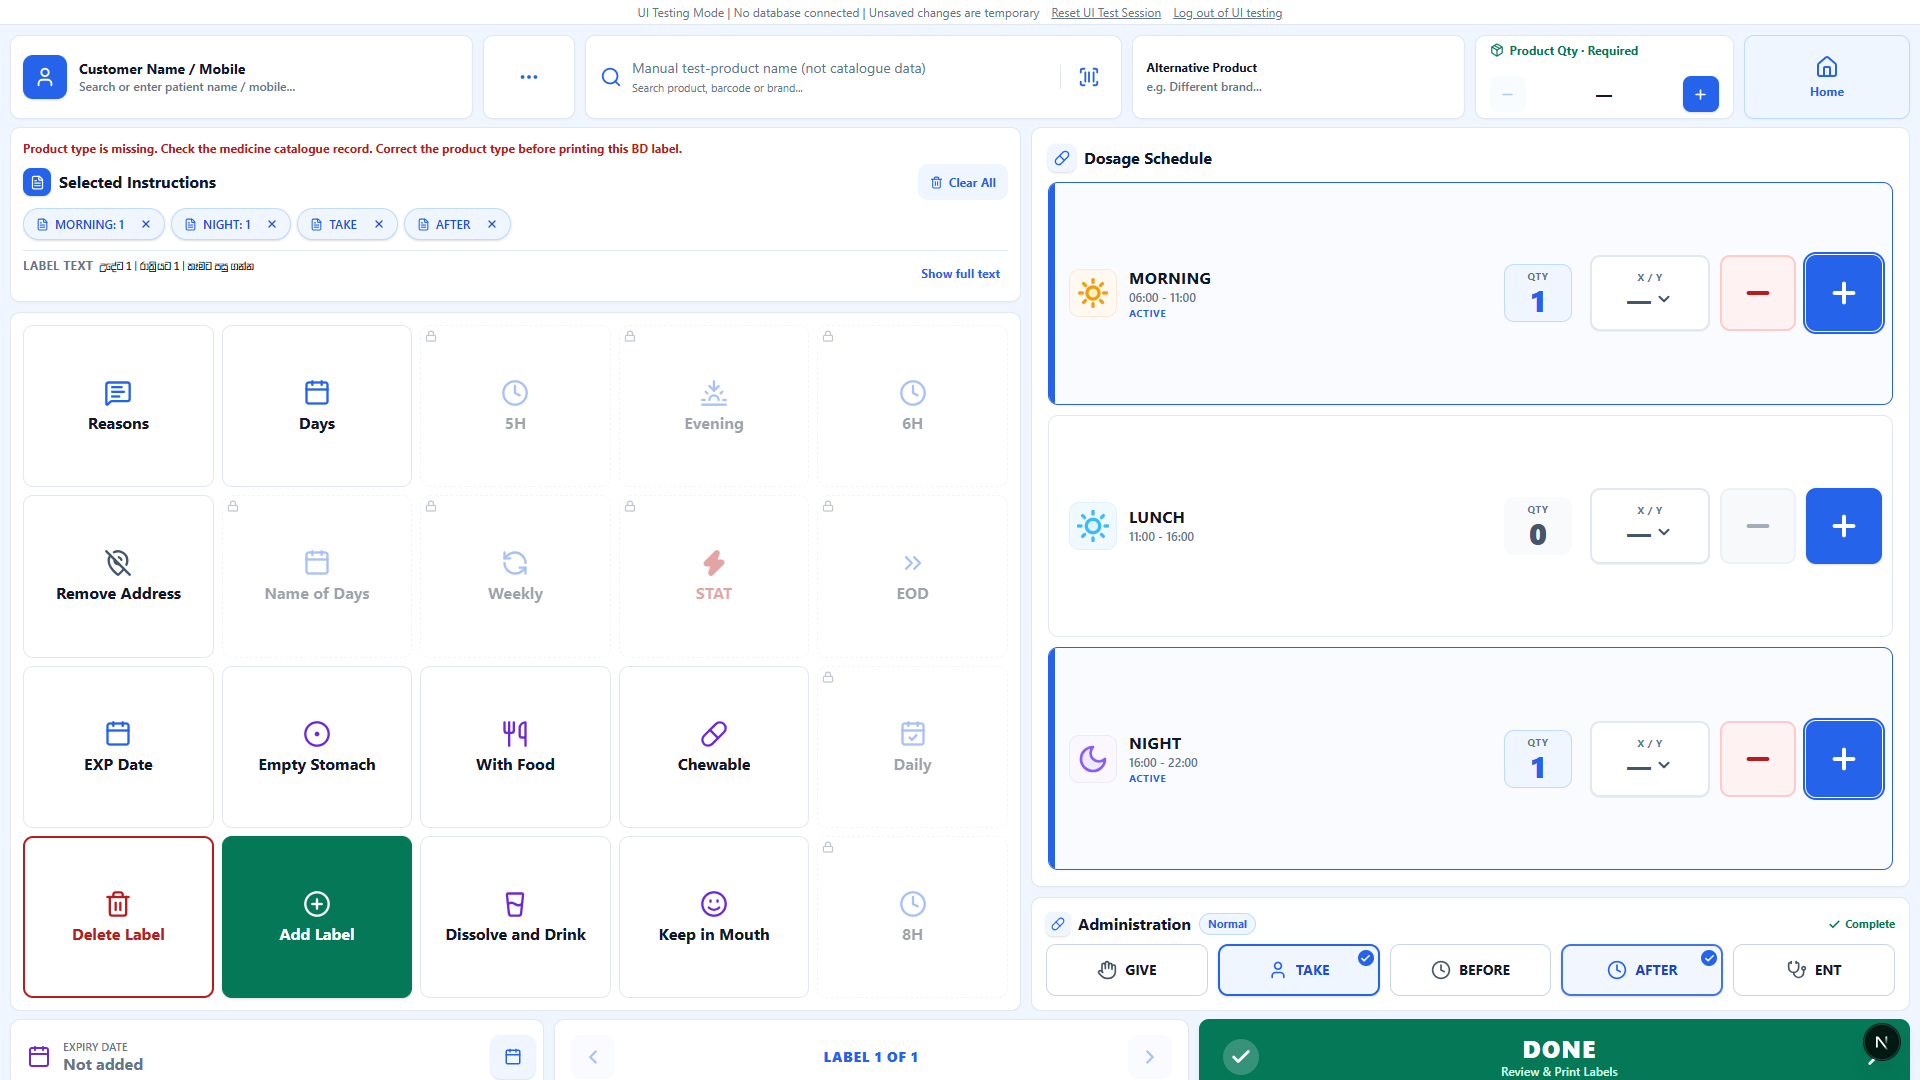 UI Testing Mode | No database connected | Unsaved changes are temporary Reset UI Test Session Log out of UI testing
Customer Name / Mobile
Search or enter patient name / mobile...
Manual test-product name (not catalogue data)
Search product, barcode or brand...
Alternative Product
e.g. Different brand...
Product Qty · Required
—
Home
Product type is missing. Check the medicine catalogue record. Correct the product type before printing this BD label.
Selected Instructions
Clear All
MORNING: 1
NIGHT: 1
TAKE
AFTER
LABEL TEXT උදේට 1 | රාත්‍රියට 1 | කෑමට පසු ගන්න
Show full text
Reasons
Days
5H
Evening
6H
Remove Address
Name of Days
Weekly
STAT
EOD
EXP Date
Empty Stomach
With Food
Chewable
Daily
Delete Label
Add Label
Dissolve and Drink
Keep in Mouth
8H
Dosage Schedule
MORNING
06:00 - 11:00
ACTIVE
QTY
1
X / Y
—
LUNCH
11:00 - 16:00
QTY
0
X / Y
—
NIGHT
16:00 - 22:00
ACTIVE
QTY
1
X / Y
—
Administration
Normal
Complete
GIVE
TAKE
BEFORE
AFTER
ENT
EXPIRY DATE
Not added
LABEL 1 OF 1
DONE
Review & Print Labels
N